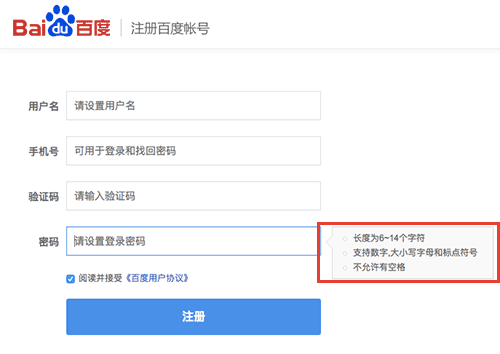 Bai du 百度 注册百度帐号
用户名 请设置用户名
手机号 可用于登录和找回密码
验证码 请输入验证码
密码 请设置登录密码
长度为6~14个字符
支持数字,大小写字母和标点符号
不允许有空格
阅读并接受《百度用户协议》
注册